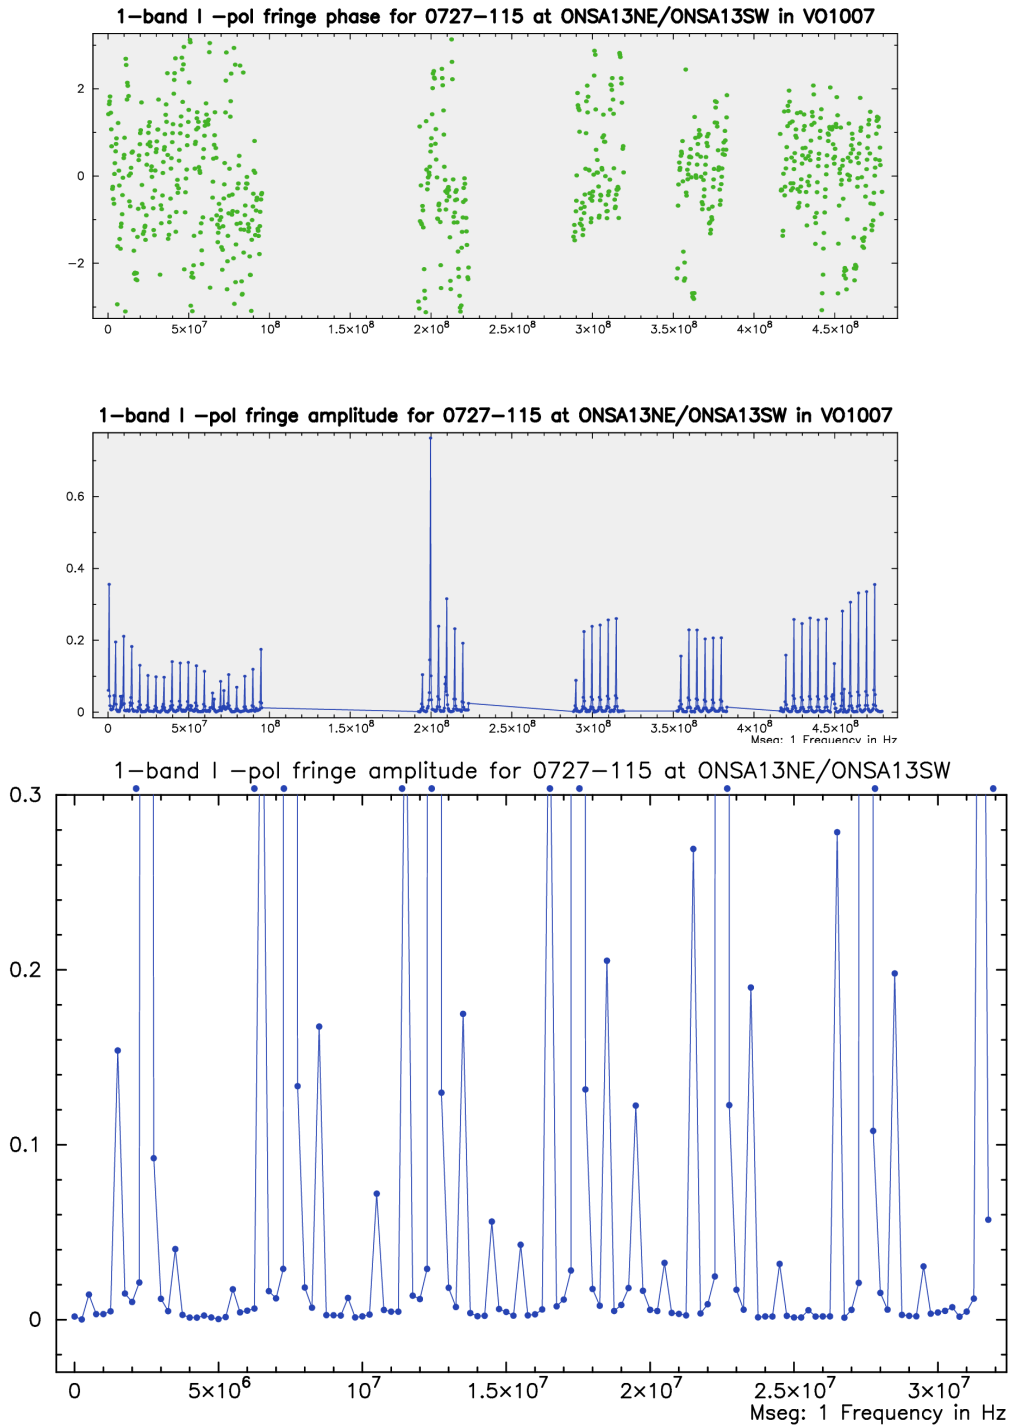 1-band I -pol fringe phase for 0727-115 at ONSA13NE/ONSA13SW in VO1007
2
0
-2
0 5×10⁷ 10⁸ 1.5×10⁸ 2×10⁸ 2.5×10⁸ 3×10⁸ 3.5×10⁸ 4×10⁸ 4.5×10⁸
1-band I -pol fringe amplitude for 0727-115 at ONSA13NE/ONSA13SW in VO1007
0.6
0.4
0.2
0
0 5×10⁷ 10⁸ 1.5×10⁸ 2×10⁸ 2.5×10⁸ 3×10⁸ 3.5×10⁸ 4×10⁸ 4.5×10⁸
Mseg: 1 Frequency in Hz
1-band I -pol fringe amplitude for 0727-115 at ONSA13NE/ONSA13SW
0.3
0.2
0.1
0
0 5×10⁶ 10⁷ 1.5×10⁷ 2×10⁷ 2.5×10⁷ 3×10⁷
Mseg: 1 Frequency in Hz